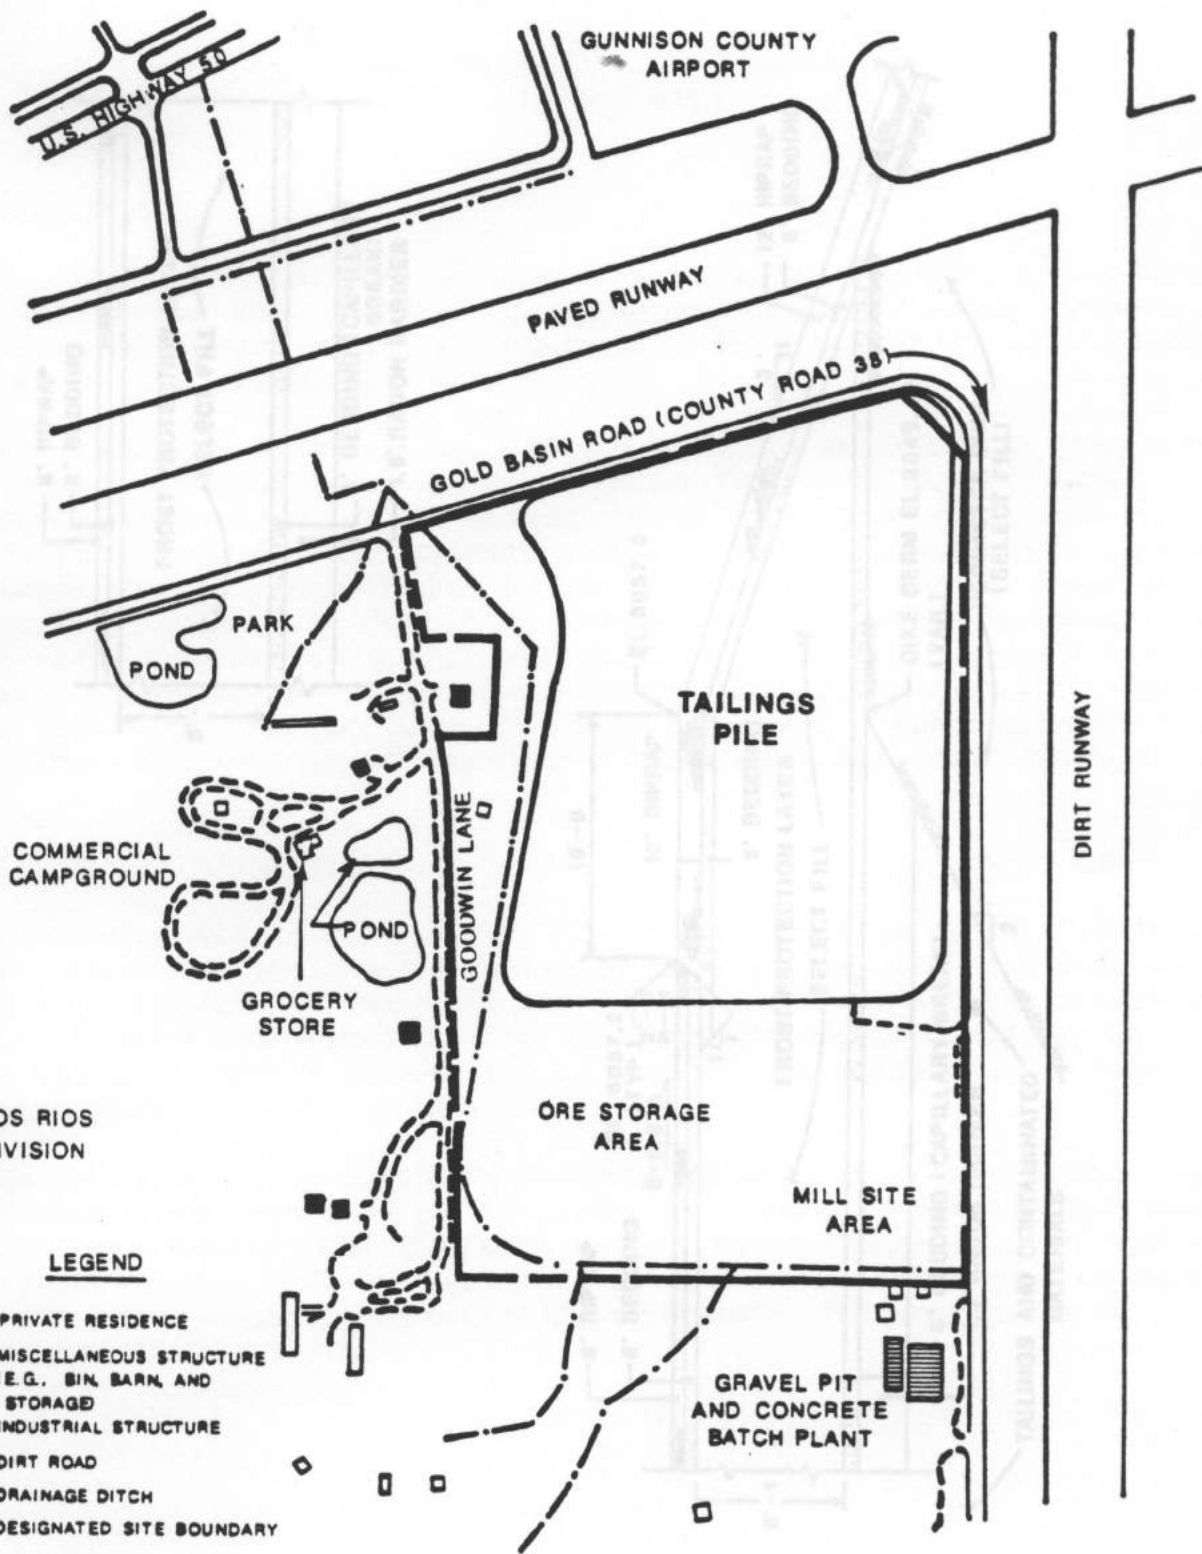 GUNNISON COUNTY
AIRPORT
U.S. HIGHWAY 50
PAVED RUNWAY
GOLD BASIN ROAD (COUNTY ROAD 38)
PARK
POND
TAILINGS
PILE
DIRT RUNWAY
GOODWIN LANE
COMMERCIAL
CAMPGROUND
POND
GROCERY
STORE
ORE STORAGE
AREA
OS RIOS
IVISION
MILL SITE
AREA
LEGEND
PRIVATE RESIDENCE
MISCELLANEOUS STRUCTURE
E.G., BIN, BARN, AND
STORAGE)
INDUSTRIAL STRUCTURE
DIRT ROAD
DRAINAGE DITCH
DESIGNATED SITE BOUNDARY
GRAVEL PIT
AND CONCRETE
BATCH PLANT